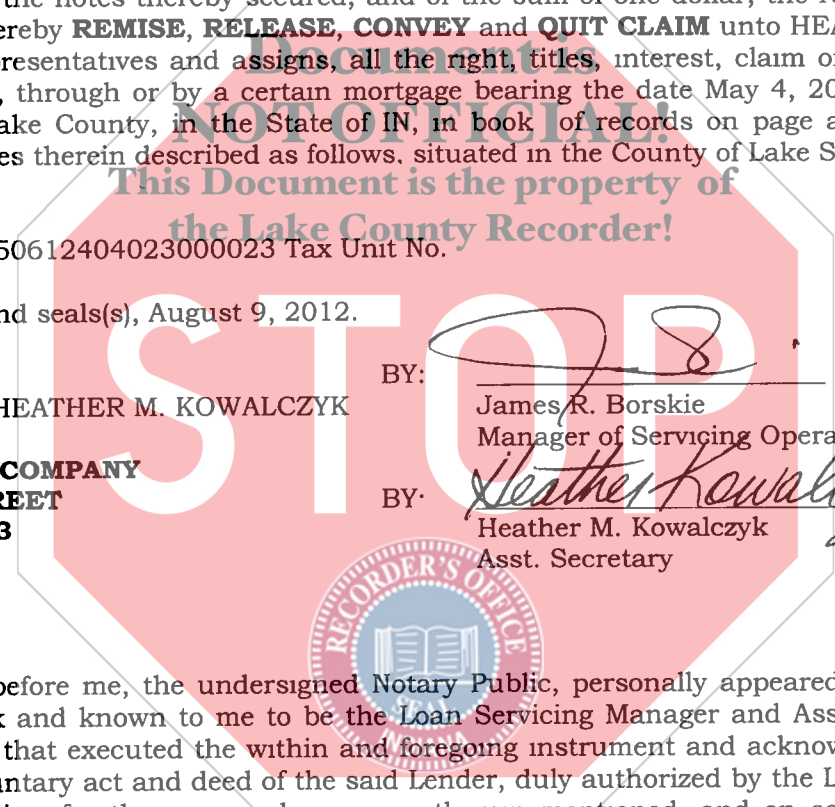 the notes thereby secured, and of the sum of one dollar, the
ereby REMISE, RELEASE, CONVEY and QUIT CLAIM unto HEA
Document is
resentatives and assigns, all the right, titles, interest, claim o
, through or by a certain mortgage bearing the date May 4, 20
NOT OFFICIAL!
ake County, in the State of IN, in book of records on page a
es therein described as follows, situated in the County of Lake S
This Document is the property of
the Lake County Recorder!
50612404023000023 Tax Unit No.
nd seals(s), August 9, 2012.
STOP
BY:
HEATHER M. KOWALCZYK
James R. Borskie
Manager of Servicing Opera
COMPANY
REET
BY.
Heather Kowal
3
Heather M. Kowalczyk
Asst. Secretary
RECORDER'S OFFICE
SEAL
INDIANA
before me, the undersigned Notary Public, personally appeared
k and known to me to be the Loan Servicing Manager and Ass
that executed the within and foregoing instrument and acknow
untary act and deed of the said Lender, duly authorized by the L